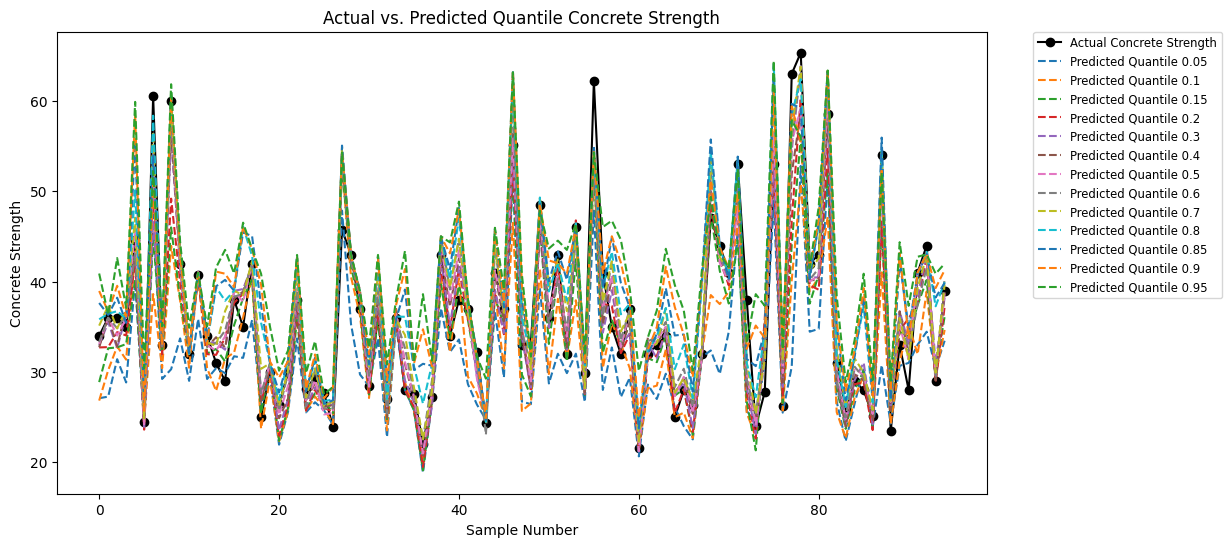 Actual vs. Predicted Quantile Concrete Strength
Concrete Strength
60
50
40
30
20
0
20
40
60
80
Sample Number
Actual Concrete Strength
Predicted Quantile 0.05
Predicted Quantile 0.1
Predicted Quantile 0.15
Predicted Quantile 0.2
Predicted Quantile 0.3
Predicted Quantile 0.4
Predicted Quantile 0.5
Predicted Quantile 0.6
Predicted Quantile 0.7
Predicted Quantile 0.8
Predicted Quantile 0.85
Predicted Quantile 0.9
Predicted Quantile 0.95